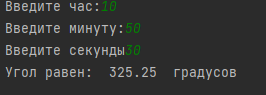 Введите час:10
Введите минуту:50
Введите секунды30
Угол равен:  325.25  градусов